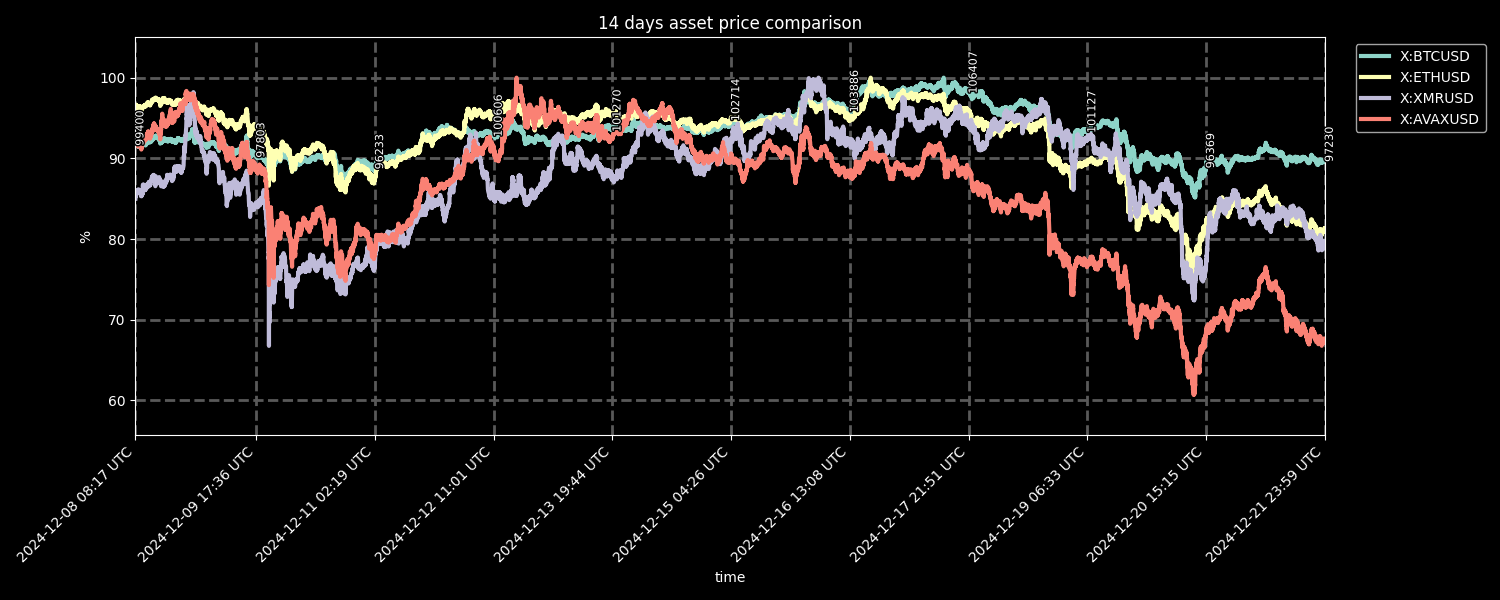 14 days asset price comparison
X:BTCUSD
X:ETHUSD
X:XMRUSD
X:AVAXUSD
100
90
80
70
60
%
99400
97803
96233
100606
101270
102714
103886
106407
101127
96369
97230
2024-12-08 08:17 UTC
2024-12-09 17:36 UTC
2024-12-11 02:19 UTC
2024-12-12 11:01 UTC
2024-12-13 19:44 UTC
2024-12-15 04:26 UTC
2024-12-16 13:08 UTC
2024-12-17 21:51 UTC
2024-12-19 06:33 UTC
2024-12-20 15:15 UTC
2024-12-21 23:59 UTC
time